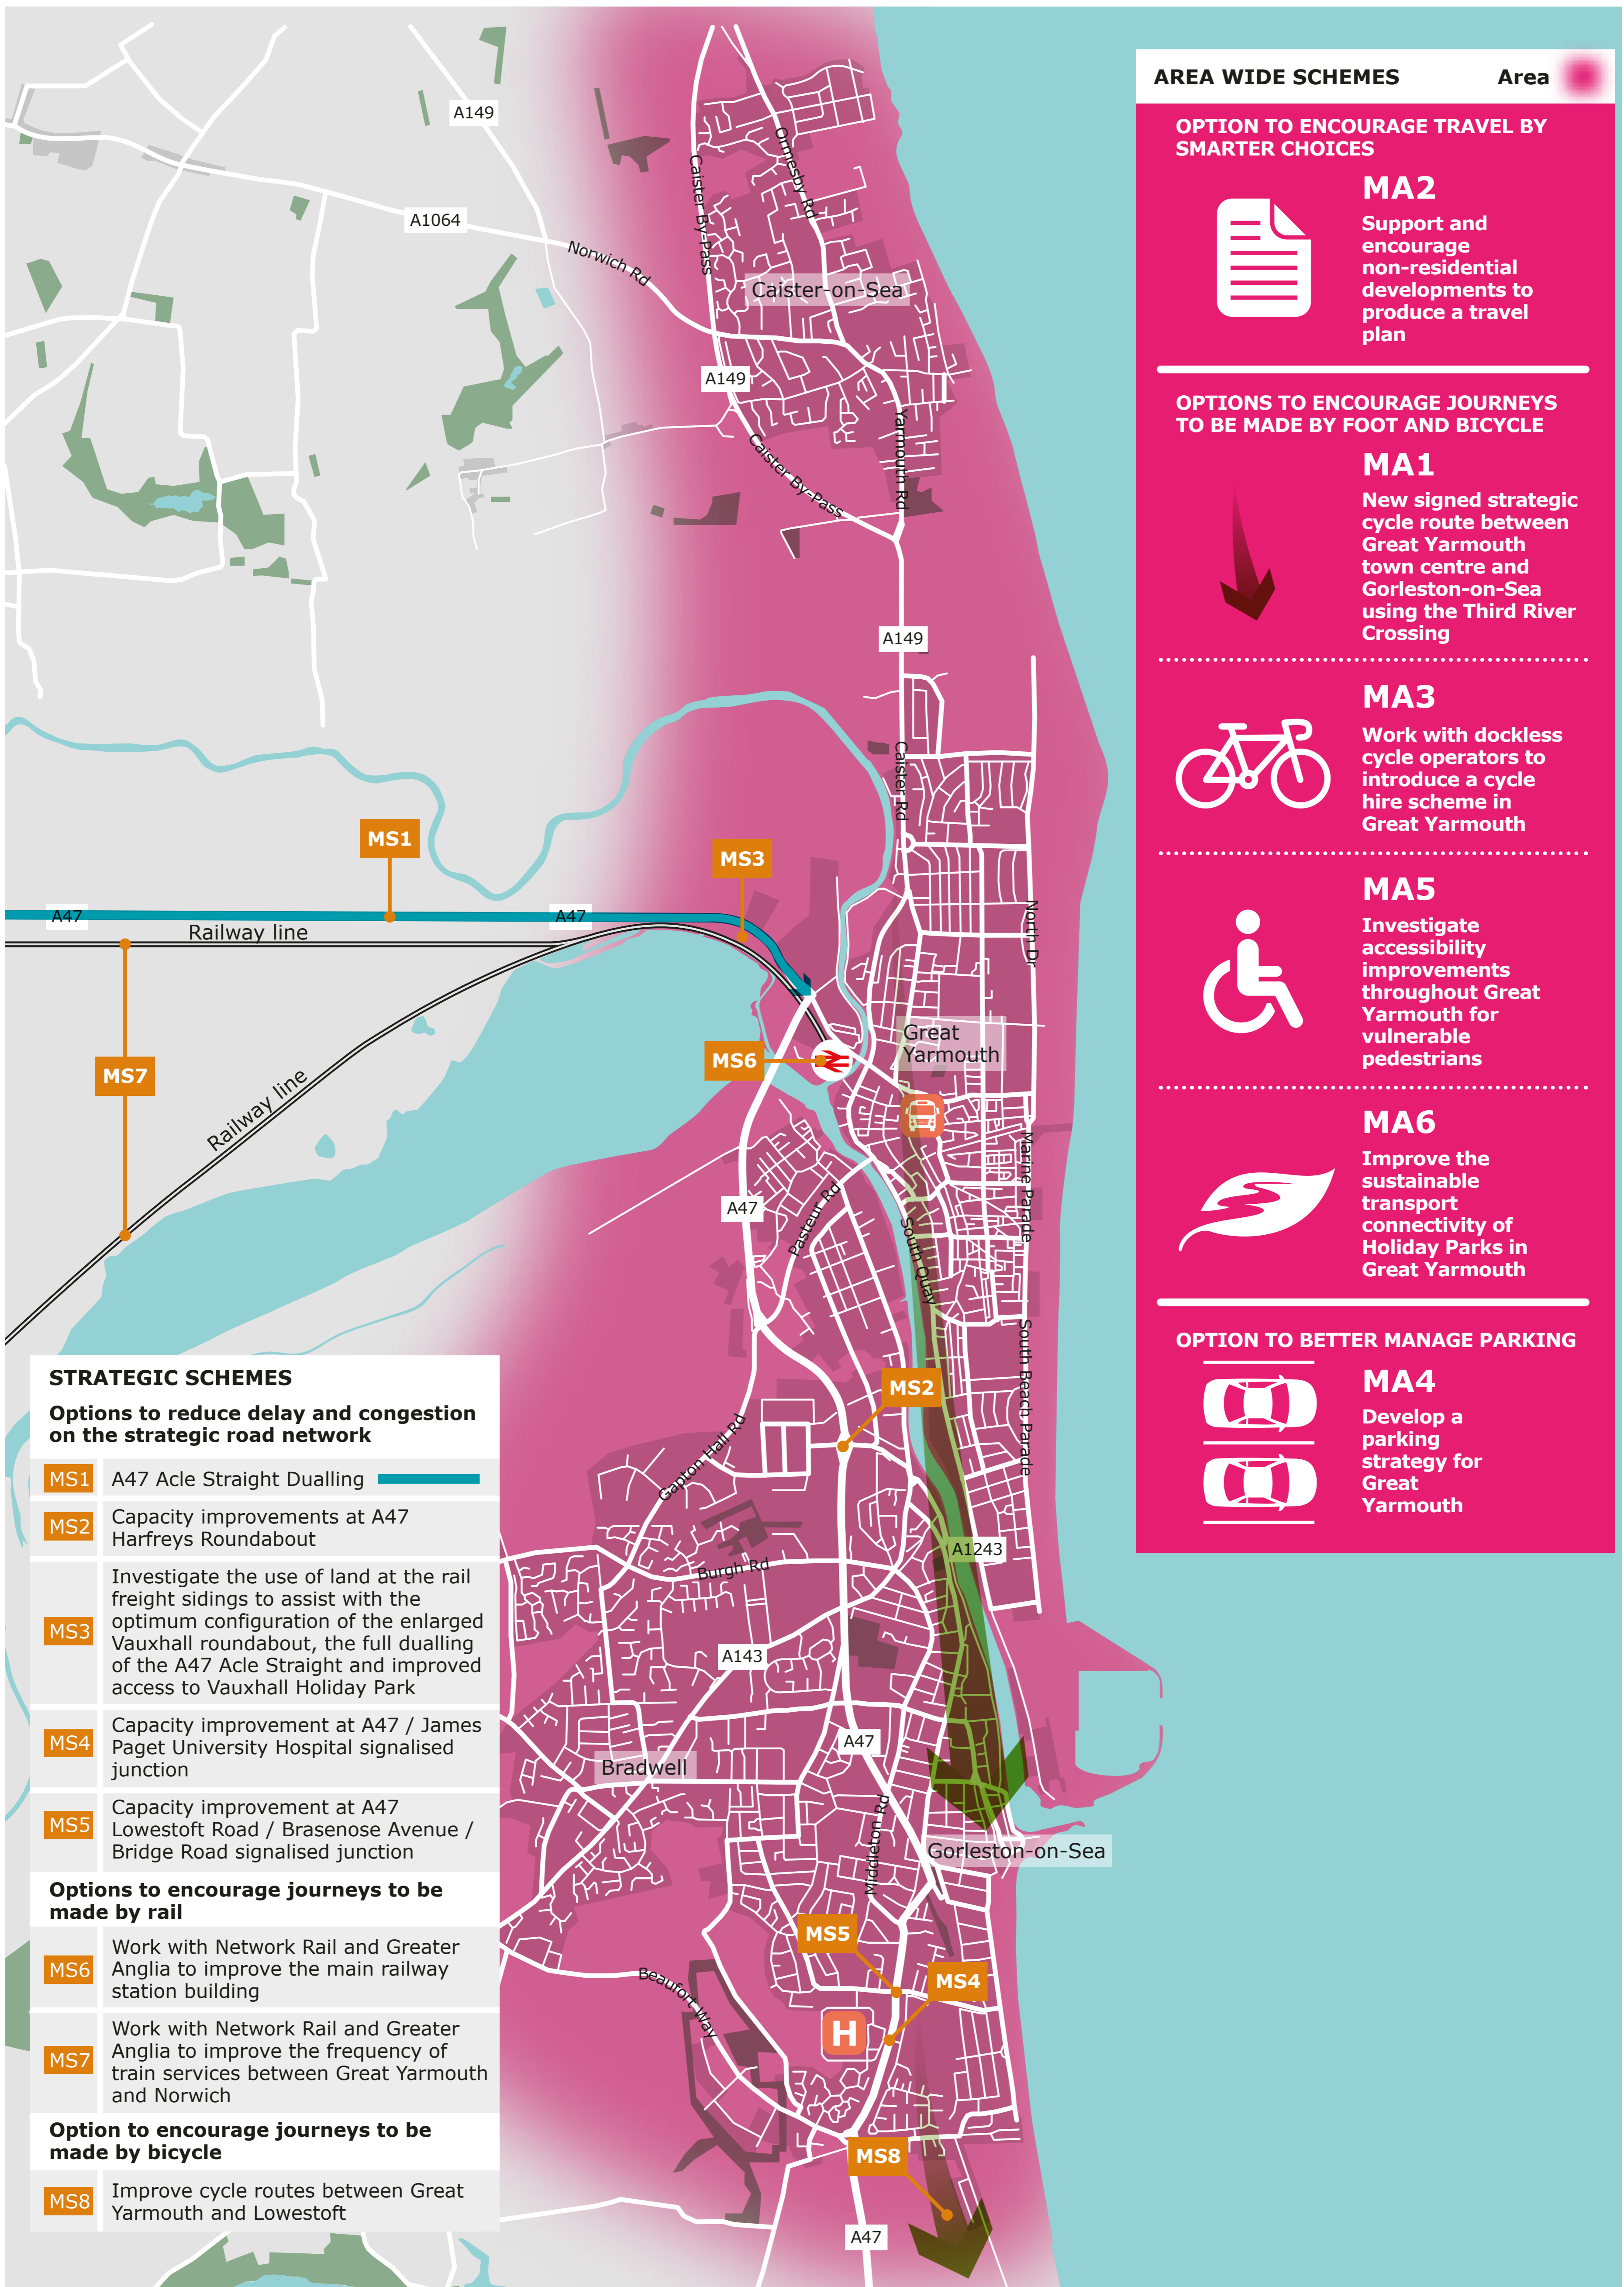 A149
A1064
Norwich Rd
Caister By-Pass
Ormesby Rd
Caister-on-Sea
A149
Caister By-Pass
Yarmouth Rd
A149
Caister Rd
North Dr
MS1
MS3
A47
A47
Railway line
Great
Yarmouth
MS6
MS7
Railway line
A47
Pasteur Rd
South Quay
Marine Parade
South Beach Parade
MS2
Gapton Hall Rd
A1243
Burgh Rd
A143
A47
Bradwell
Middleton Rd
Gorleston-on-Sea
MS5
MS4
Beaufort Way
H
MS8
A47
STRATEGIC SCHEMES
Options to reduce delay and congestion
on the strategic road network
MS1 A47 Acle Straight Dualling
MS2 Capacity improvements at A47
Harfreys Roundabout
MS3 Investigate the use of land at the rail
freight sidings to assist with the
optimum configuration of the enlarged
Vauxhall roundabout, the full dualling
of the A47 Acle Straight and improved
access to Vauxhall Holiday Park
MS4 Capacity improvement at A47 / James
Paget University Hospital signalised
junction
MS5 Capacity improvement at A47
Lowestoft Road / Brasenose Avenue /
Bridge Road signalised junction
Options to encourage journeys to be
made by rail
MS6 Work with Network Rail and Greater
Anglia to improve the main railway
station building
MS7 Work with Network Rail and Greater
Anglia to improve the frequency of
train services between Great Yarmouth
and Norwich
Option to encourage journeys to be
made by bicycle
MS8 Improve cycle routes between Great
Yarmouth and Lowestoft
AREA WIDE SCHEMES Area
OPTION TO ENCOURAGE TRAVEL BY
SMARTER CHOICES
MA2
Support and
encourage
non-residential
developments to
produce a travel
plan
OPTIONS TO ENCOURAGE JOURNEYS
TO BE MADE BY FOOT AND BICYCLE
MA1
New signed strategic
cycle route between
Great Yarmouth
town centre and
Gorleston-on-Sea
using the Third River
Crossing
MA3
Work with dockless
cycle operators to
introduce a cycle
hire scheme in
Great Yarmouth
MA5
Investigate
accessibility
improvements
throughout Great
Yarmouth for
vulnerable
pedestrians
MA6
Improve the
sustainable
transport
connectivity of
Holiday Parks in
Great Yarmouth
OPTION TO BETTER MANAGE PARKING
MA4
Develop a
parking
strategy for
Great
Yarmouth